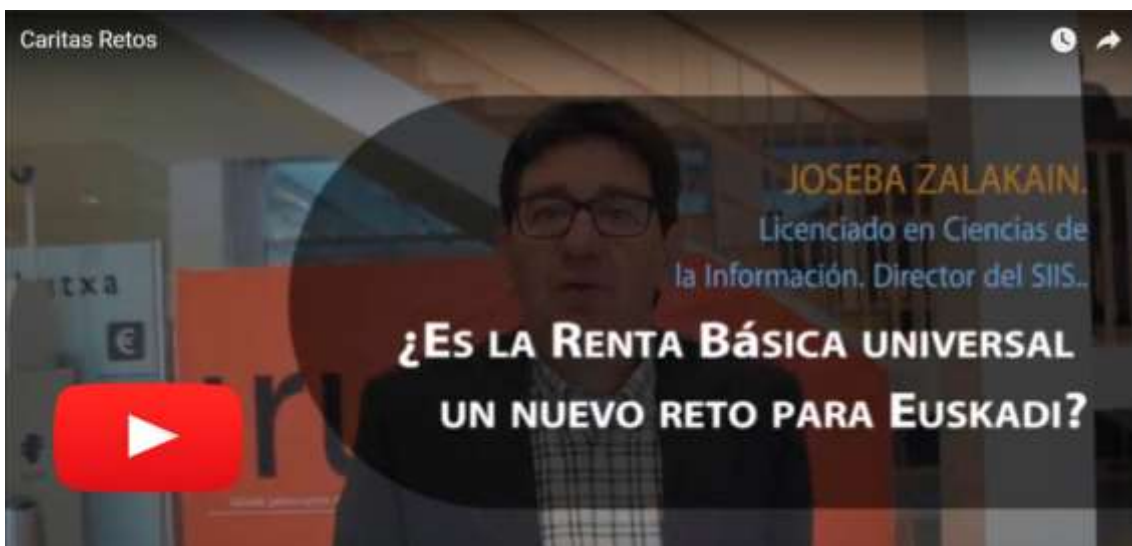 Caritas Retos
JOSEBA ZALAKAIN.
Licenciado en Ciencias de
la Información. Director del SIIS..
txa
€
¿ES LA RENTA BÁSICA UNIVERSAL
UN NUEVO RETO PARA EUSKADI?